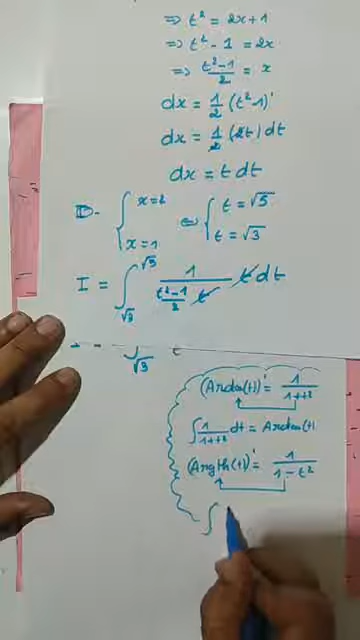 ⇒ t² = 2x + 1
⇒ t² - 1 = 2x
⇒ (t² - 1)/2 = x
dx = 1/2 (t² 1)'
dx = 1/2 (2t) dt
dx = t dt
D- { x = 2 ⇔ { t = √5
x = 1 t = √3
I = ∫_√3^√5 1/((t²-1)/2 t) t dt
√3 t
(Arctan(t))' = 1/(1+t²)
∫ 1/(1+t²) dt = Arctan(t)
(Argth(t))' = 1/(1-t²)
∫